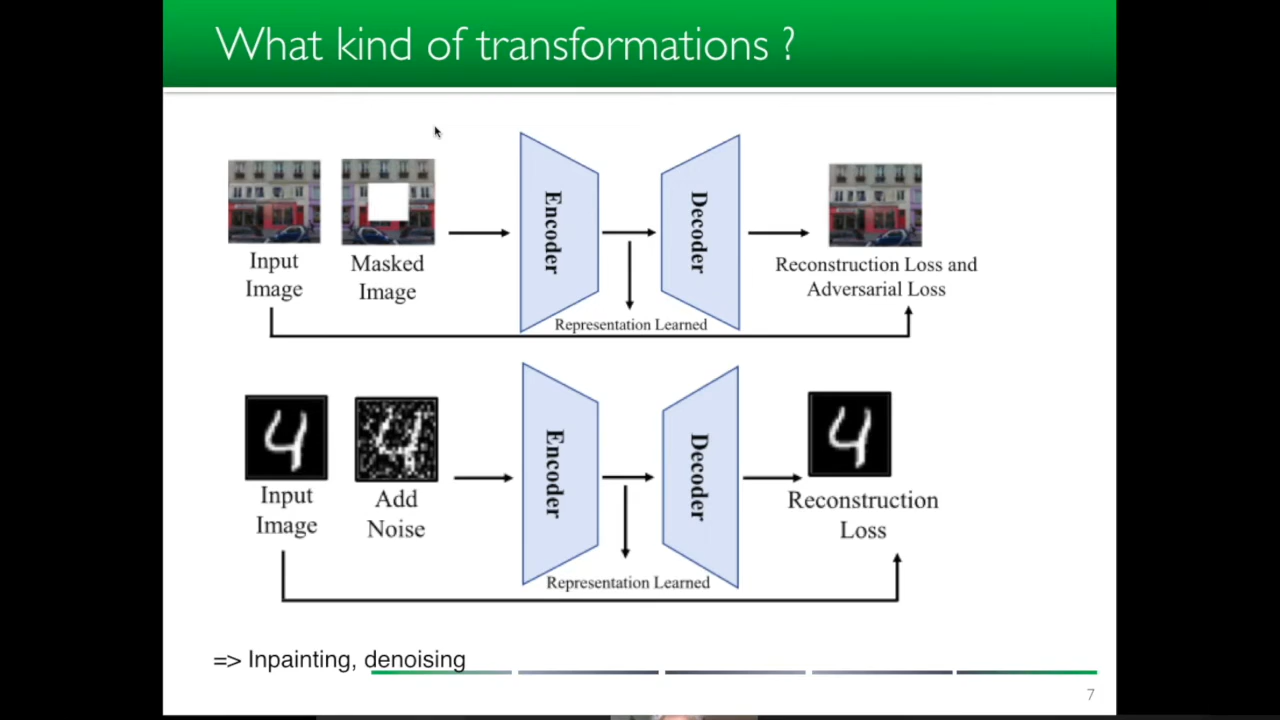 What kind of transformations ?
Input
Image
Masked
Image
Encoder
Decoder
Reconstruction Loss and
Adversarial Loss
Representation Learned
Input
Image
Add
Noise
Encoder
Decoder
Reconstruction
Loss
Representation Learned
=> Inpainting, denoising
7